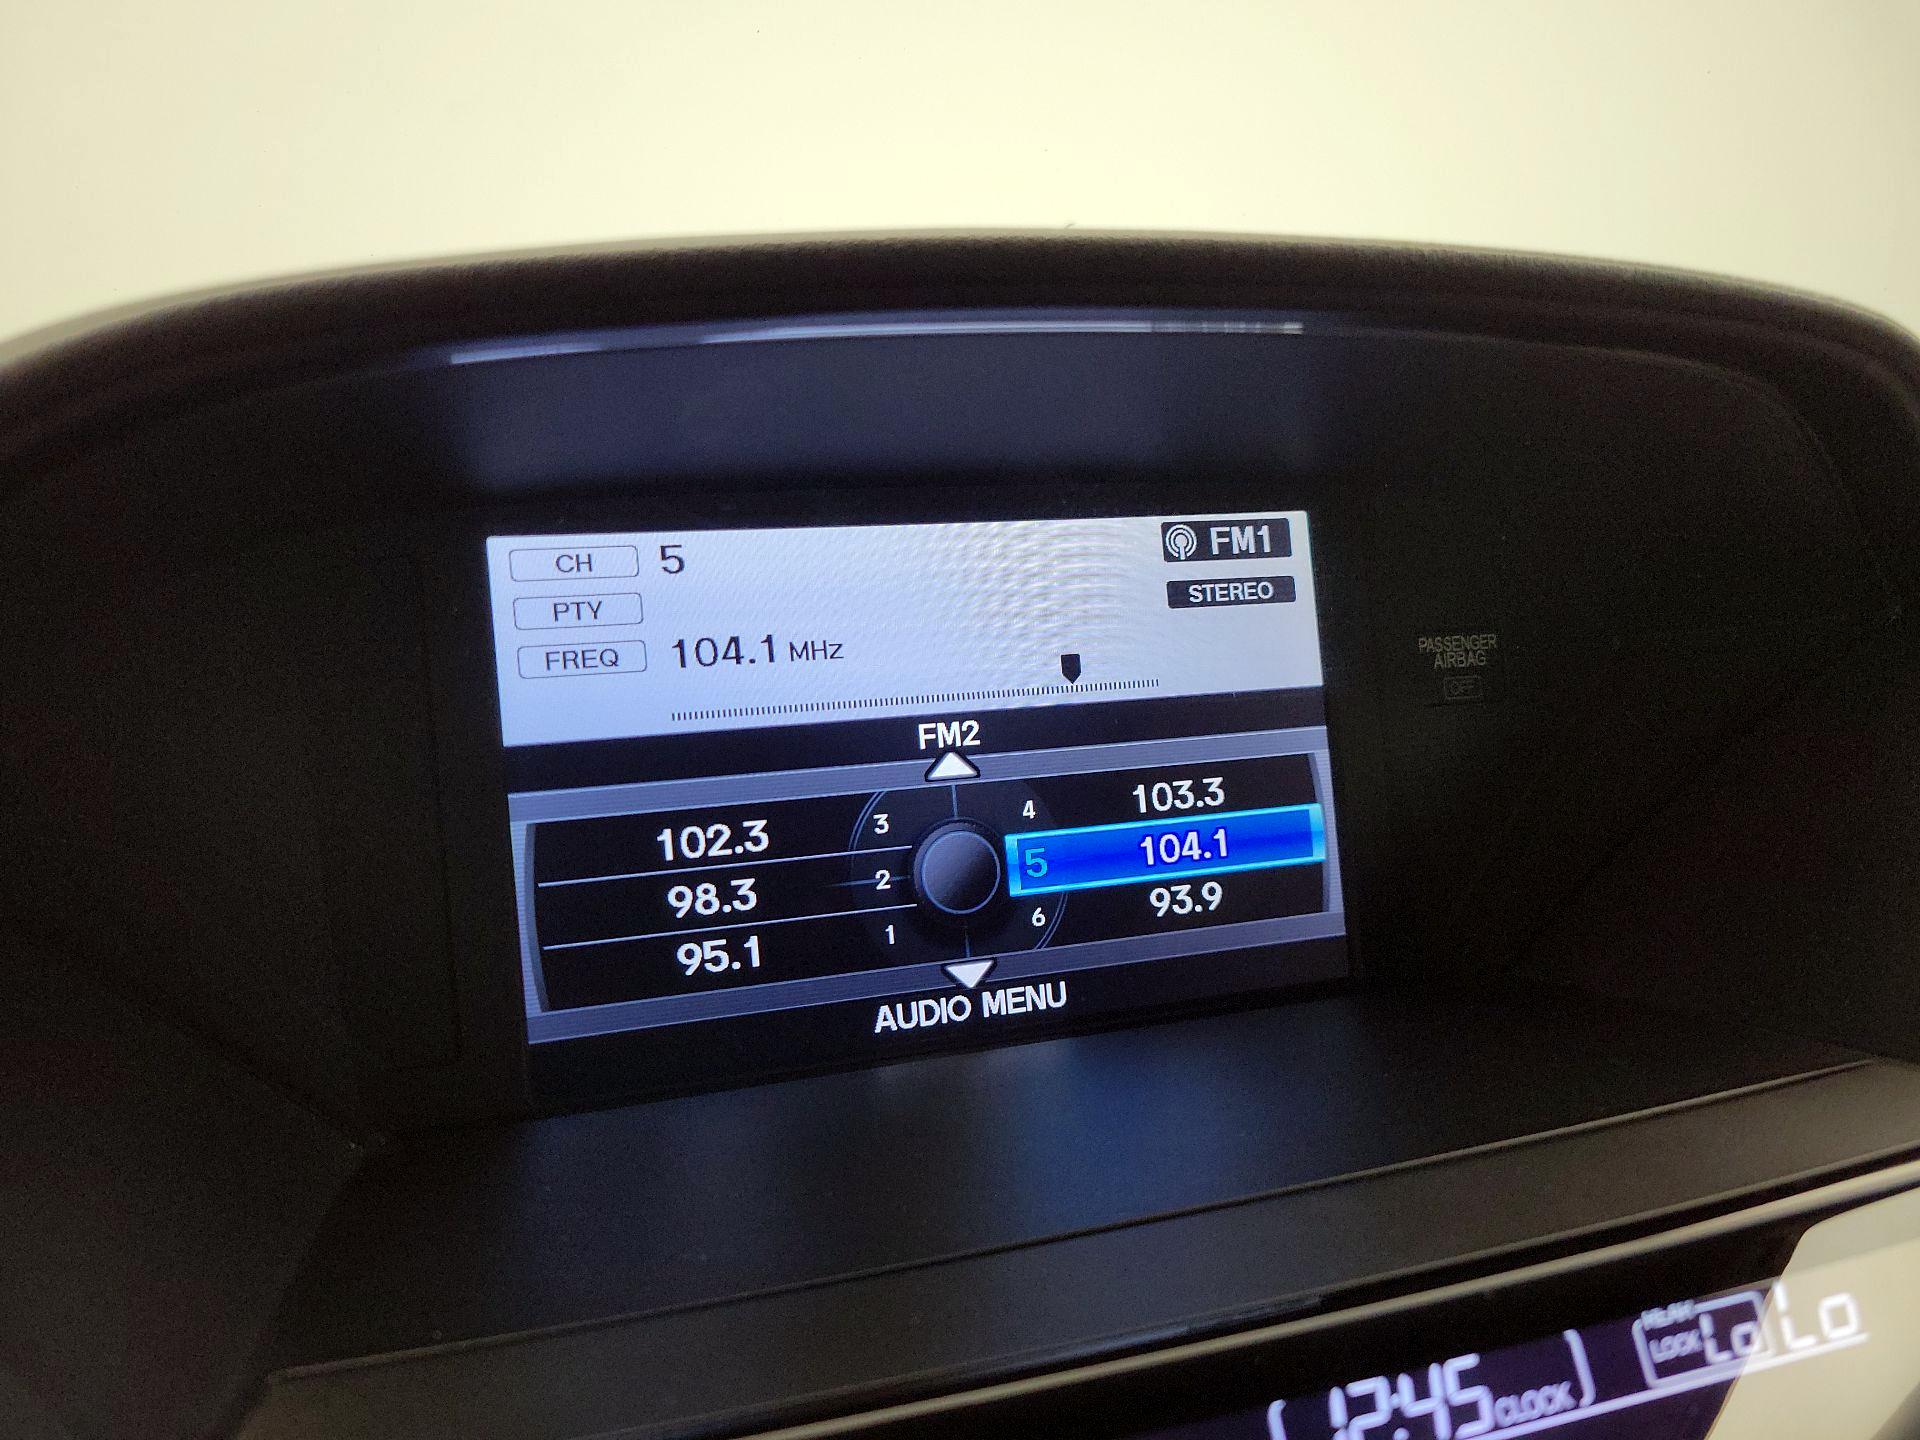 CH 5
FM1
PTY
STEREO
FREQ 104.1 MHz
PASSENGER
AIRBAG
OFF
FM2
102.3 3 4 103.3
98.3 2 5 104.1
95.1 1 6 93.9
AUDIO MENU
REAR
LOCK Lo Lo
12:45 CLOCK